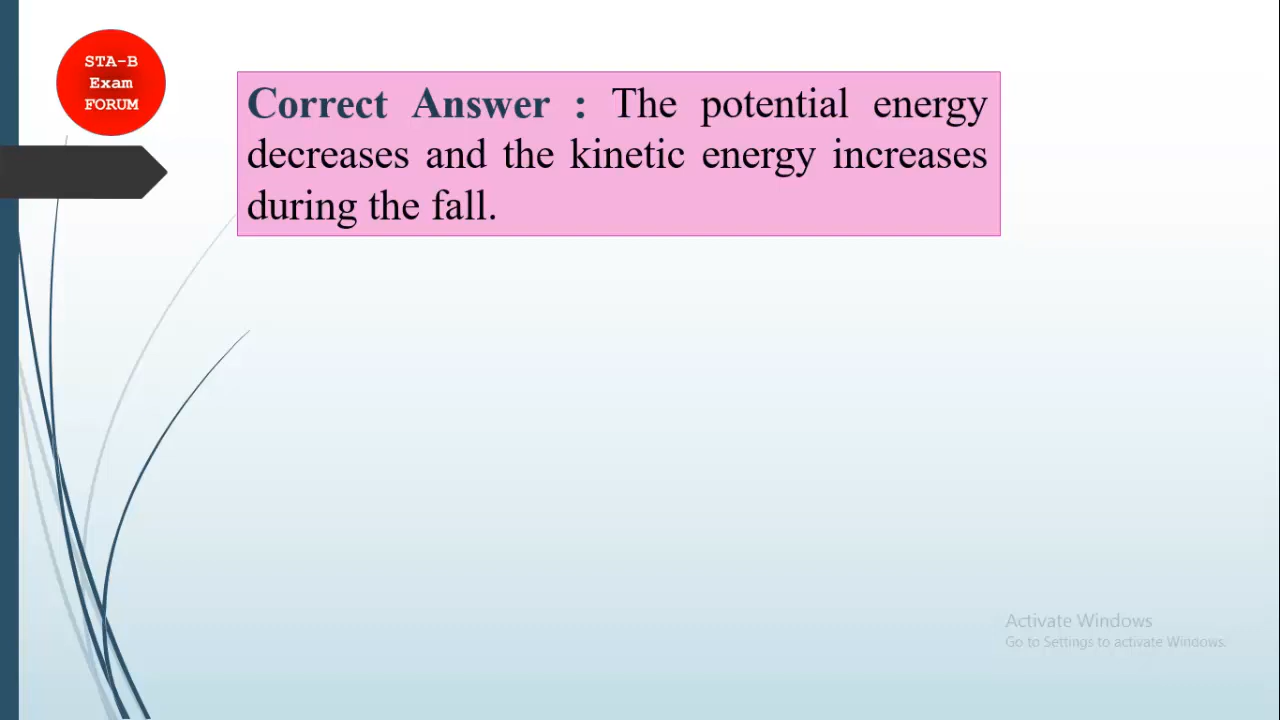 STA-B
Exam
FORUM
Correct Answer : The potential energy
decreases and the kinetic energy increases
during the fall.
Activate Windows
Go to Settings to activate Windows.